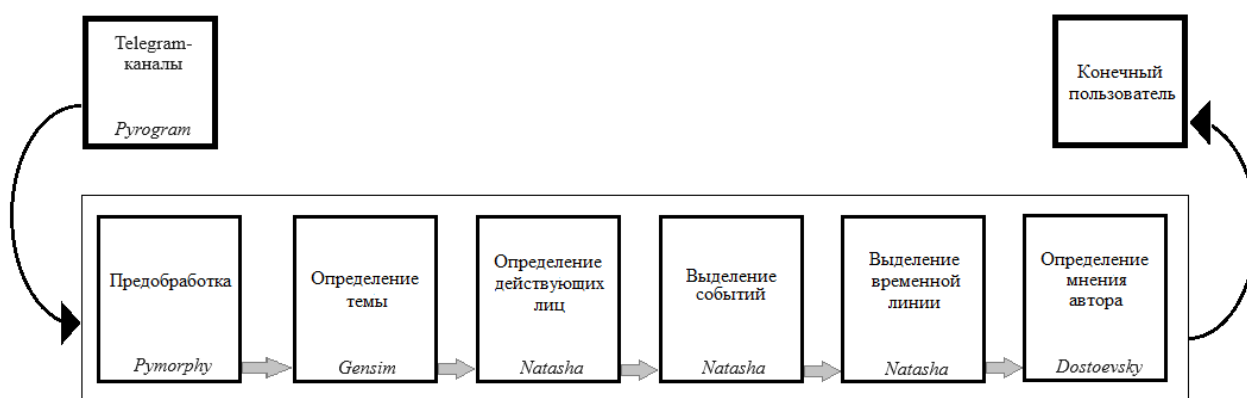 Telegram-
каналы
Pyrogram
Конечный
пользователь
Предобработка
Pymorphy
Определение
темы
Gensim
Определение
действующих
лиц
Natasha
Выделение
событий
Natasha
Выделение
временной
линии
Natasha
Определение
мнения
автора
Dostoevsky